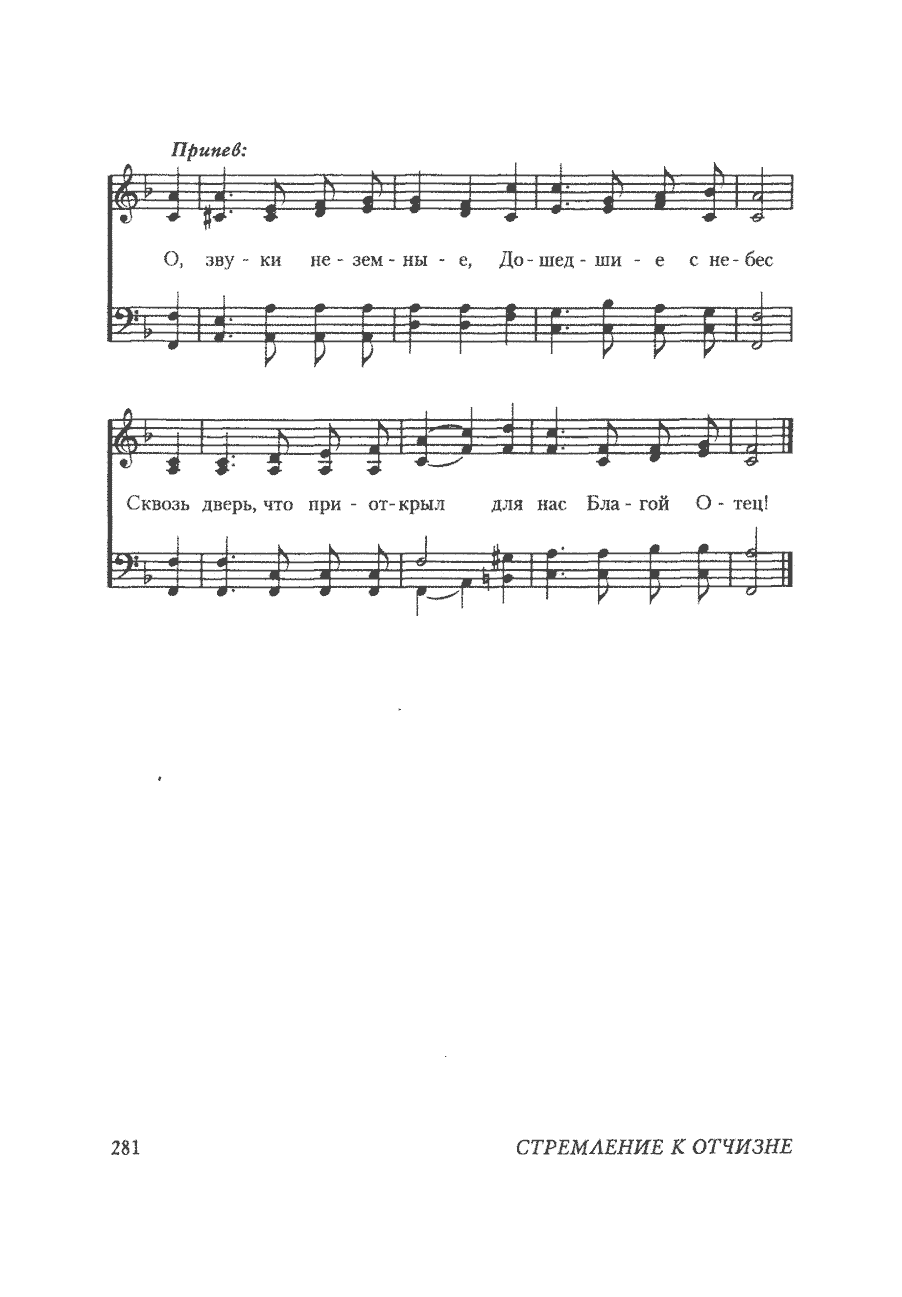 Припев:
О, зву - ки не - зем - ны - е, До - шед - ши - е с не - бес
Сквозь дверь, что при - от - крыл для нас Бла - гой О - тец!
281 СТРЕМЛЕНИЕ К ОТЧИЗНЕ